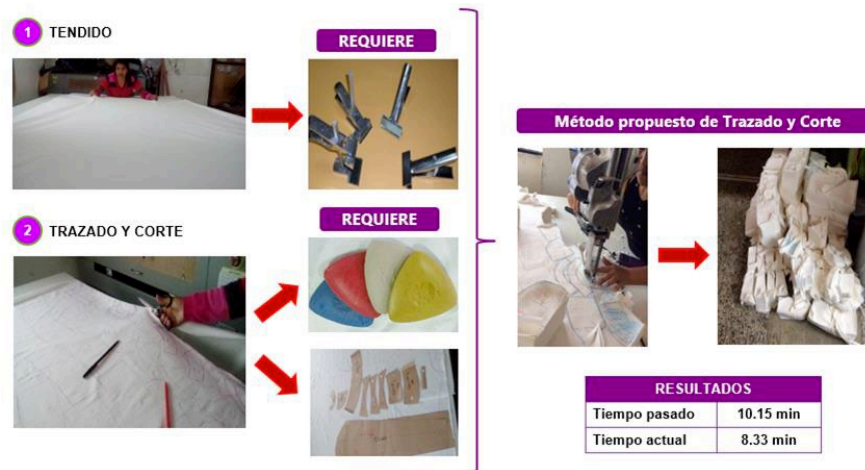 1 TENDIDO
REQUIERE
2 TRAZADO Y CORTE
REQUIERE
Método propuesto de Trazado y Corte
RESULTADOS
Tiempo pasado 10.15 min
Tiempo actual 8.33 min